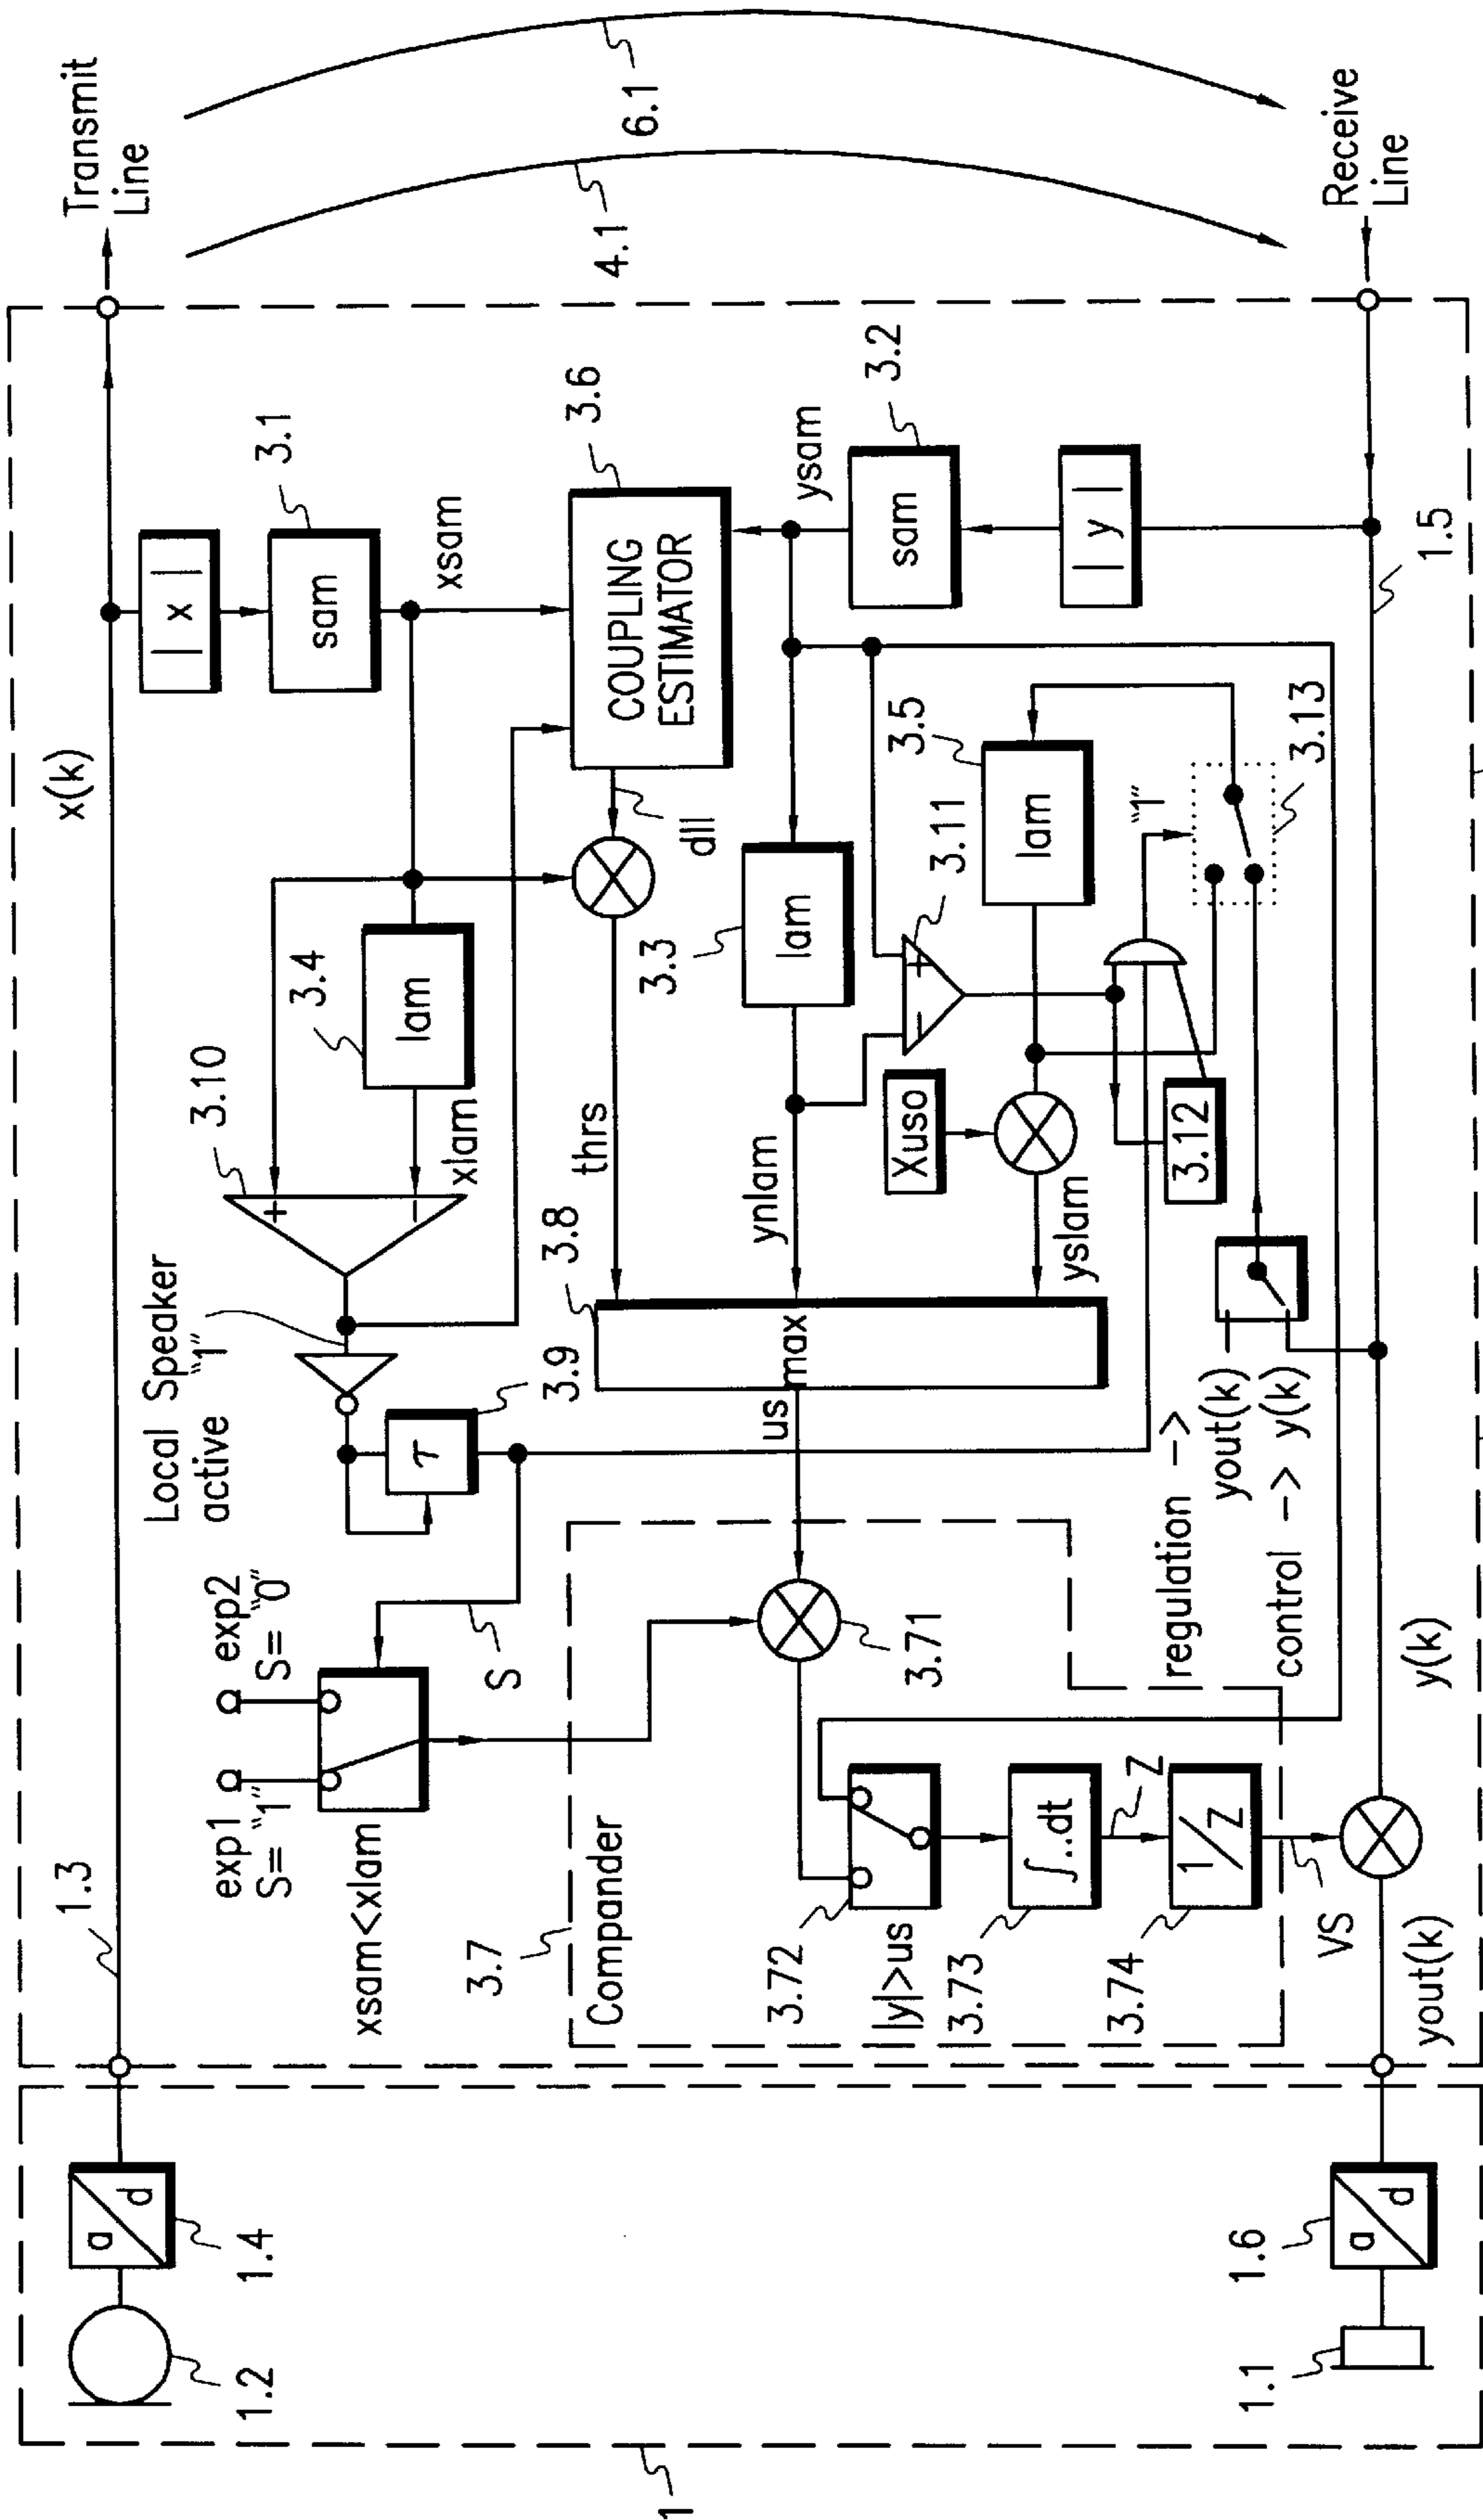 Transmit
Line
6.1
4.1
Receive
Line
1.3
x(k)
| x |
3.1
sam
xsam
3.6
COUPLING
ESTIMATOR
dll
3.2
ysam
sam
| y |
1.5
3.10
3.4
lam
xlam
+
−
Local Speaker
"1"
active
3.9
τ
thrs
3.8
3.3
lam
ynlam
3.11
+
−
3.5
lam
"1"
3.13
Xuso
3.12
yslam
max
us
exp1
S= "1"
exp2
S= "0"
xsam<xlam
S
3.7
Compander
3.71
3.72
|y|>us
3.73
∫..dt
Z
3.74
1/Z
VS
regulation ->
yout(k)
control -> y(k)
y(k)
yout(k)
a
d
1.4
1.2
1.6
a
d
1.1
1